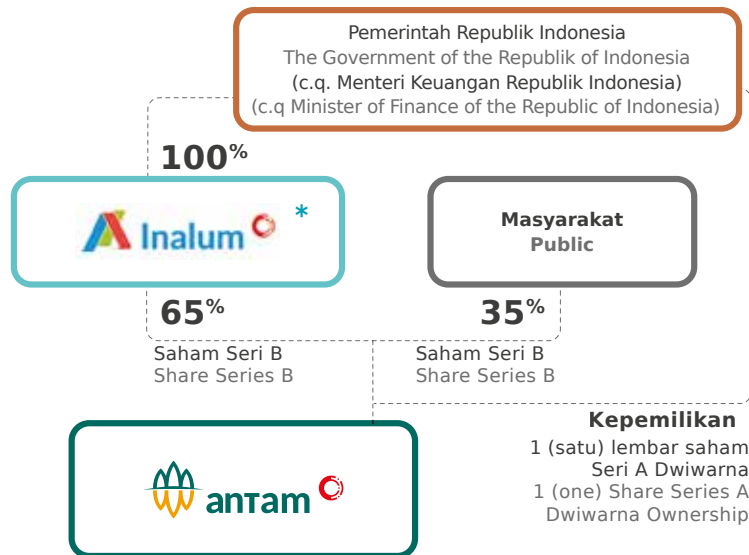 Pemerintah Republik Indonesia
The Government of the Republik of Indonesia
(c.q. Menteri Keuangan Republik Indonesia)
(c.q Minister of Finance of the Republic of Indonesia)
100%
Inalum *
Masyarakat
Public
65%
Saham Seri B
Share Series B
35%
Saham Seri B
Share Series B
antam
Kepemilikan
1 (satu) lembar saham
Seri A Dwiwarna
1 (one) Share Series A
Dwiwarna Ownership